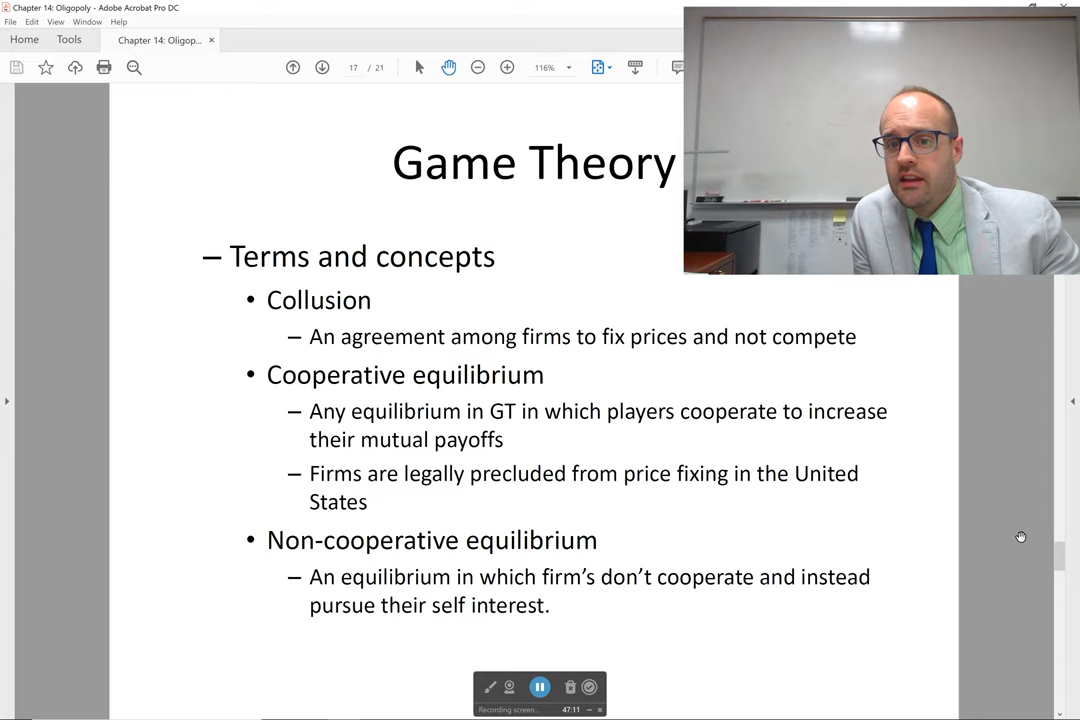 Chapter 14: Oligopoly - Adobe Acrobat Pro DC
File Edit View Window Help
Home Tools Chapter 14: Oligop... ×
17 / 21 116%
Game Theory
– Terms and concepts
• Collusion
– An agreement among firms to fix prices and not compete
• Cooperative equilibrium
– Any equilibrium in GT in which players cooperate to increase
their mutual payoffs
– Firms are legally precluded from price fixing in the United
States
• Non-cooperative equilibrium
– An equilibrium in which firm's don't cooperate and instead
pursue their self interest.
Recording screen... 47:11